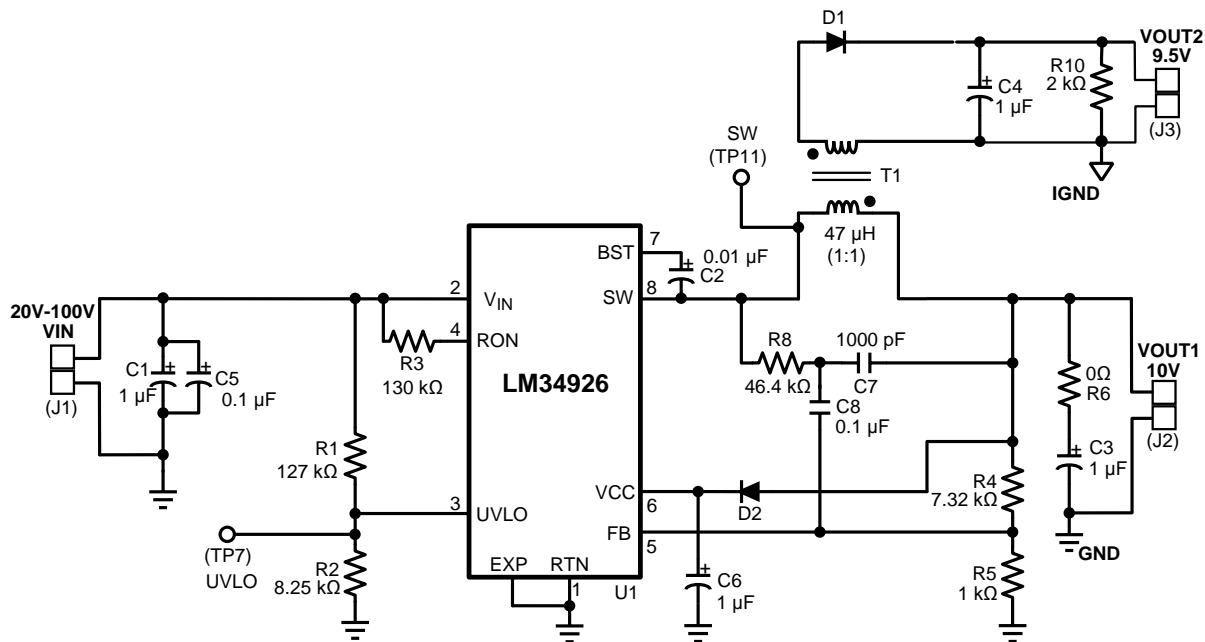 D1
VOUT2
9.5V
R10
2 kΩ
+
C4
1 µF
(J3)
SW
(TP11)
T1
IGND
47 µH
(1:1)
7
BST
+
0.01 µF
C2
20V-100V
VIN
2
VIN
8
SW
4
RON
R3
130 kΩ
LM34926
R8
46.4 kΩ
1000 pF
C7
C8
0.1 µF
VOUT1
10V
0Ω
R6
(J2)
(J1)
C1
+
1 µF
+
C5
0.1 µF
R1
127 kΩ
+
C3
1 µF
R4
7.32 kΩ
VCC
6
D2
3
UVLO
FB
5
GND
(TP7)
UVLO
R2
8.25 kΩ
EXP
RTN
1
U1
+
C6
1 µF
R5
1 kΩ